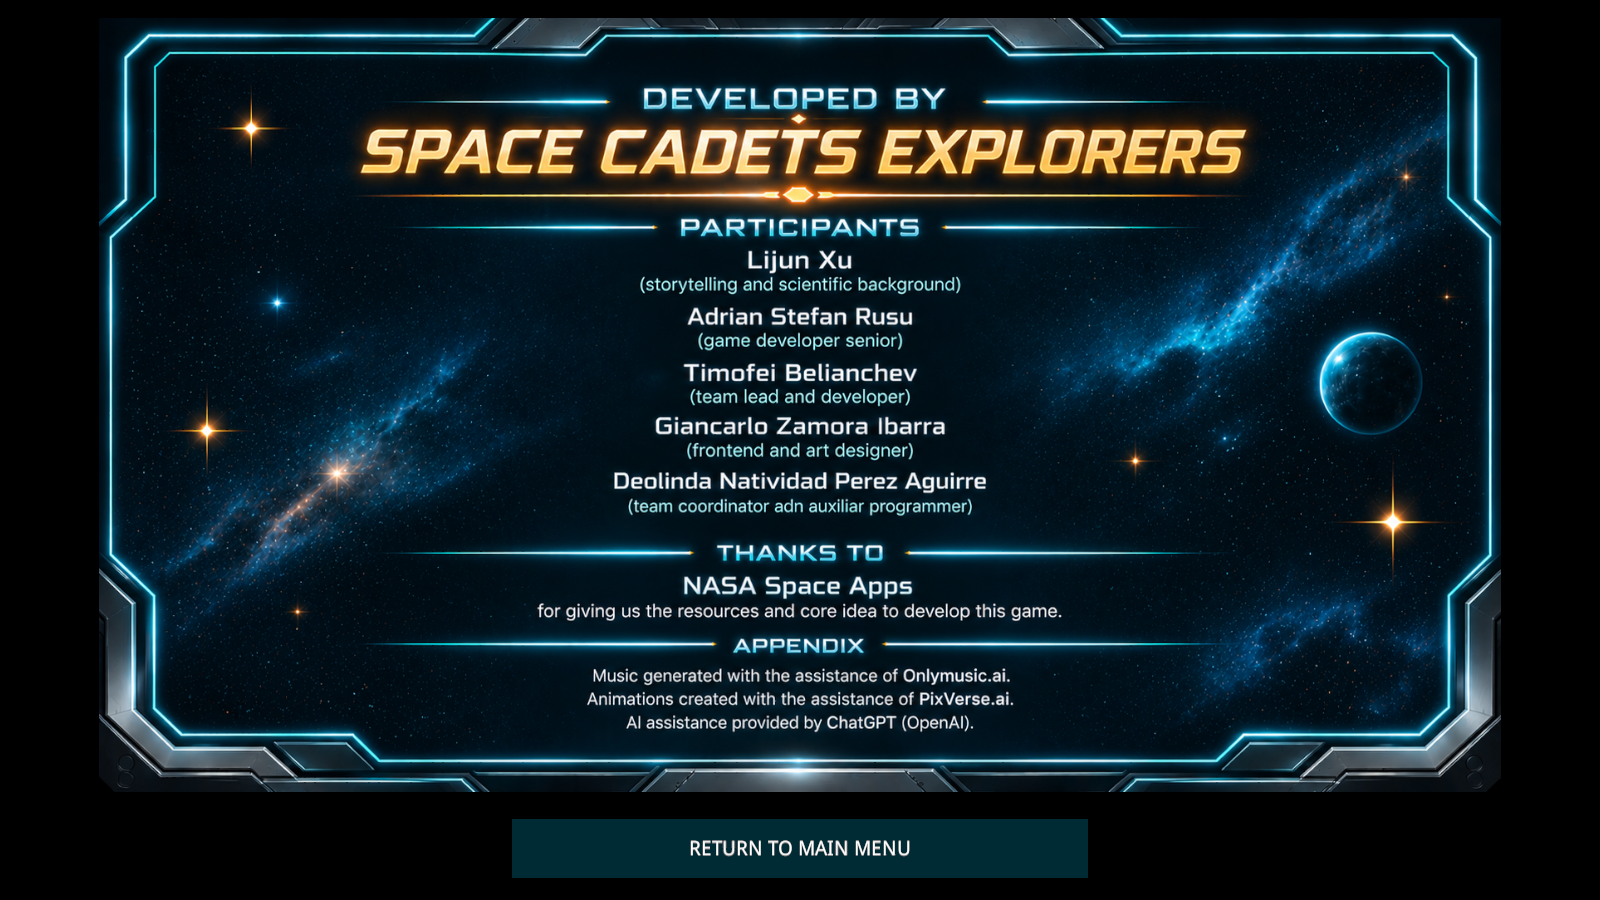 DEVELOPED BY
SPACE CADETS EXPLORERS
PARTICIPANTS
Lijun Xu
(storytelling and scientific background)
Adrian Stefan Rusu
(game developer senior)
Timofei Belianchev
(team lead and developer)
Giancarlo Zamora Ibarra
(frontend and art designer)
Deolinda Natividad Perez Aguirre
(team coordinator adn auxiliar programmer)
THANKS TO
NASA Space Apps
for giving us the resources and core idea to develop this game.
APPENDIX
Music generated with the assistance of Onlymusic.ai.
Animations created with the assistance of PixVerse.ai.
AI assistance provided by ChatGPT (OpenAI).
RETURN TO MAIN MENU